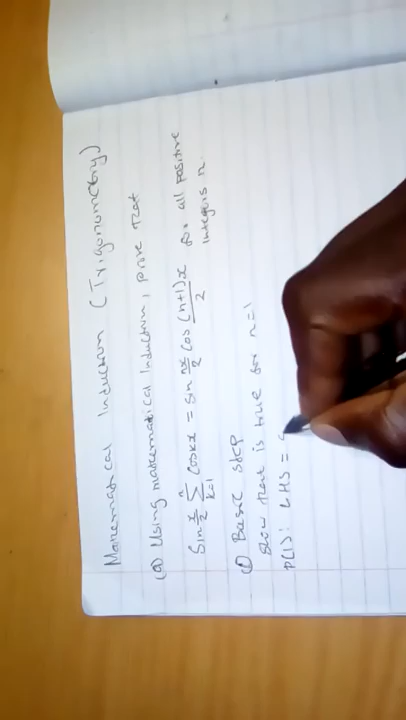 Mathematical Induction (Trigonometry)
(a) Using mathematical Induction, prove that
Sin x/2 Σ_{k=1}^{n} Cos kx = Sin nx/2 Cos (n+1)x/2 for all positive
integers n.
(i) Basic step
Show that is true for n=1
P(1): LHS =